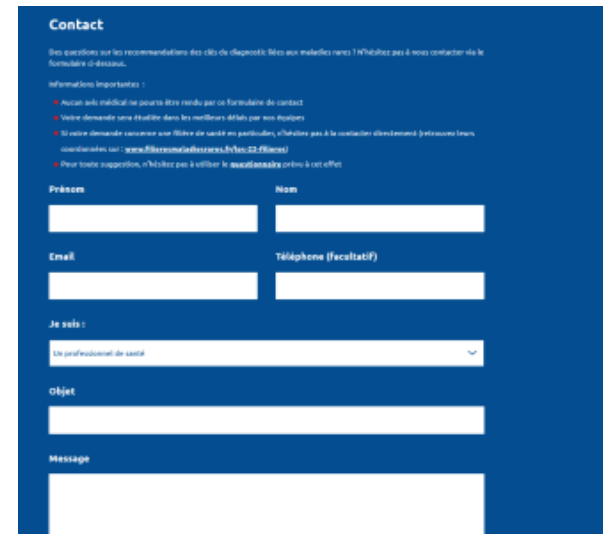 Contact
Des questions sur les recommandations des clés du diagnostic liées aux maladies rares ? N'hésitez pas à nous contacter via le
formulaire ci-dessous.
Informations importantes :
Aucun avis médical ne pourra être rendu par ce formulaire de contact
Votre demande sera étudiée dans les meilleurs délais par nos équipes
Si votre demande concerne une filière de santé en particulier, n'hésitez pas à la contacter directement (retrouvez leurs
coordonnées sur : www.filieresmaladiesrares.fr/les-23-filieres)
Pour toute suggestion, n'hésitez pas à utiliser le questionnaire prévu à cet effet
Prénom
Nom
Email
Téléphone (facultatif)
Je suis :
Un professionnel de santé
Objet
Message